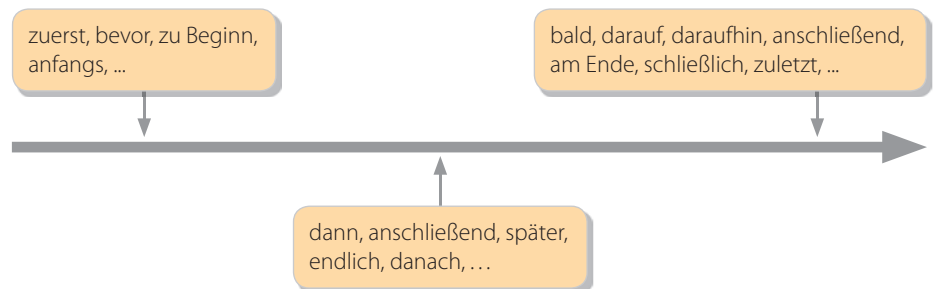 zuerst, bevor, zu Beginn,
anfangs, ...
bald, darauf, daraufhin, anschließend,
am Ende, schließlich, zuletzt, ...
dann, anschließend, später,
endlich, danach, …